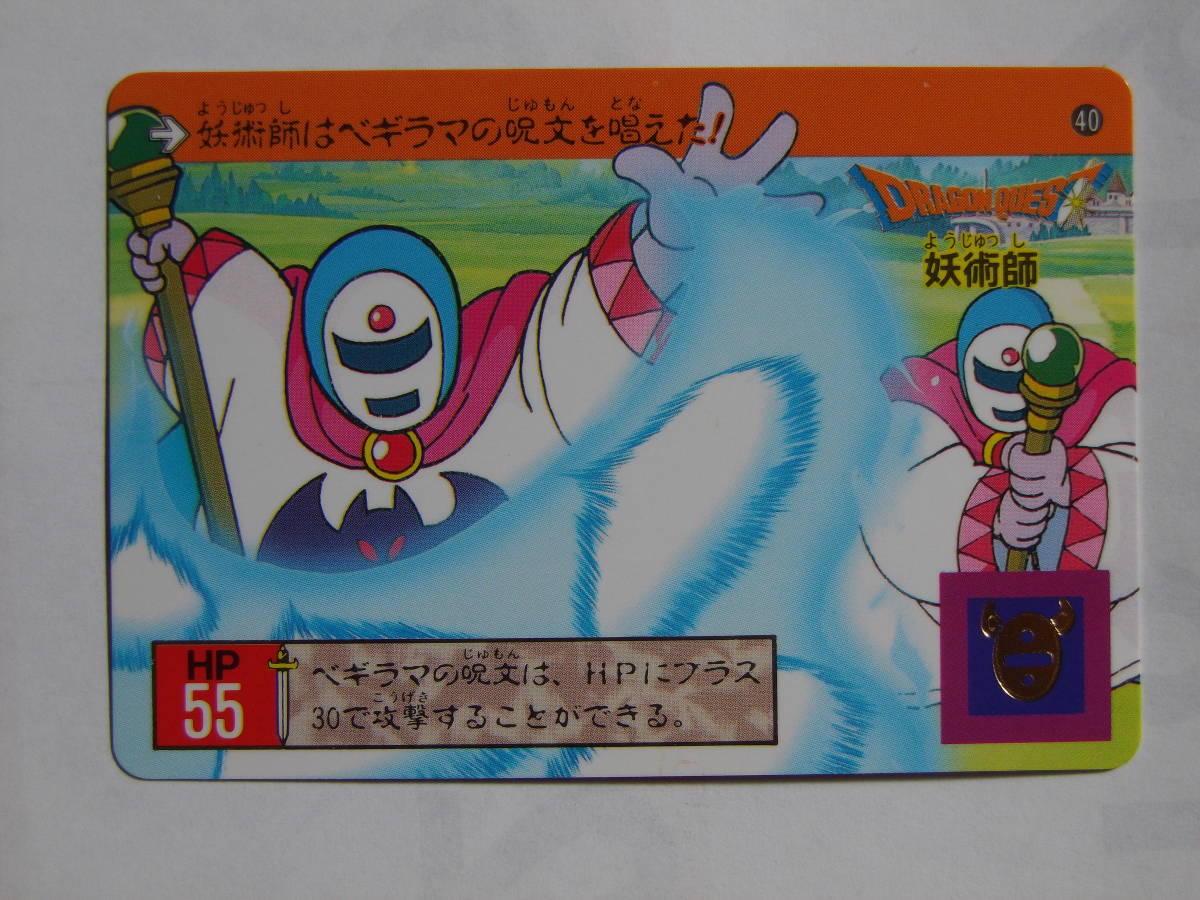 ようじゅつ し じゅもん とな
妖術師はベギラマの呪文を唱えた!
40
DRAGON QUEST
ようじゅつ し
妖術師
HP
55
じゅもん
ベギラマの呪文は、HPにプラス
こうげき
30で攻撃することができる。